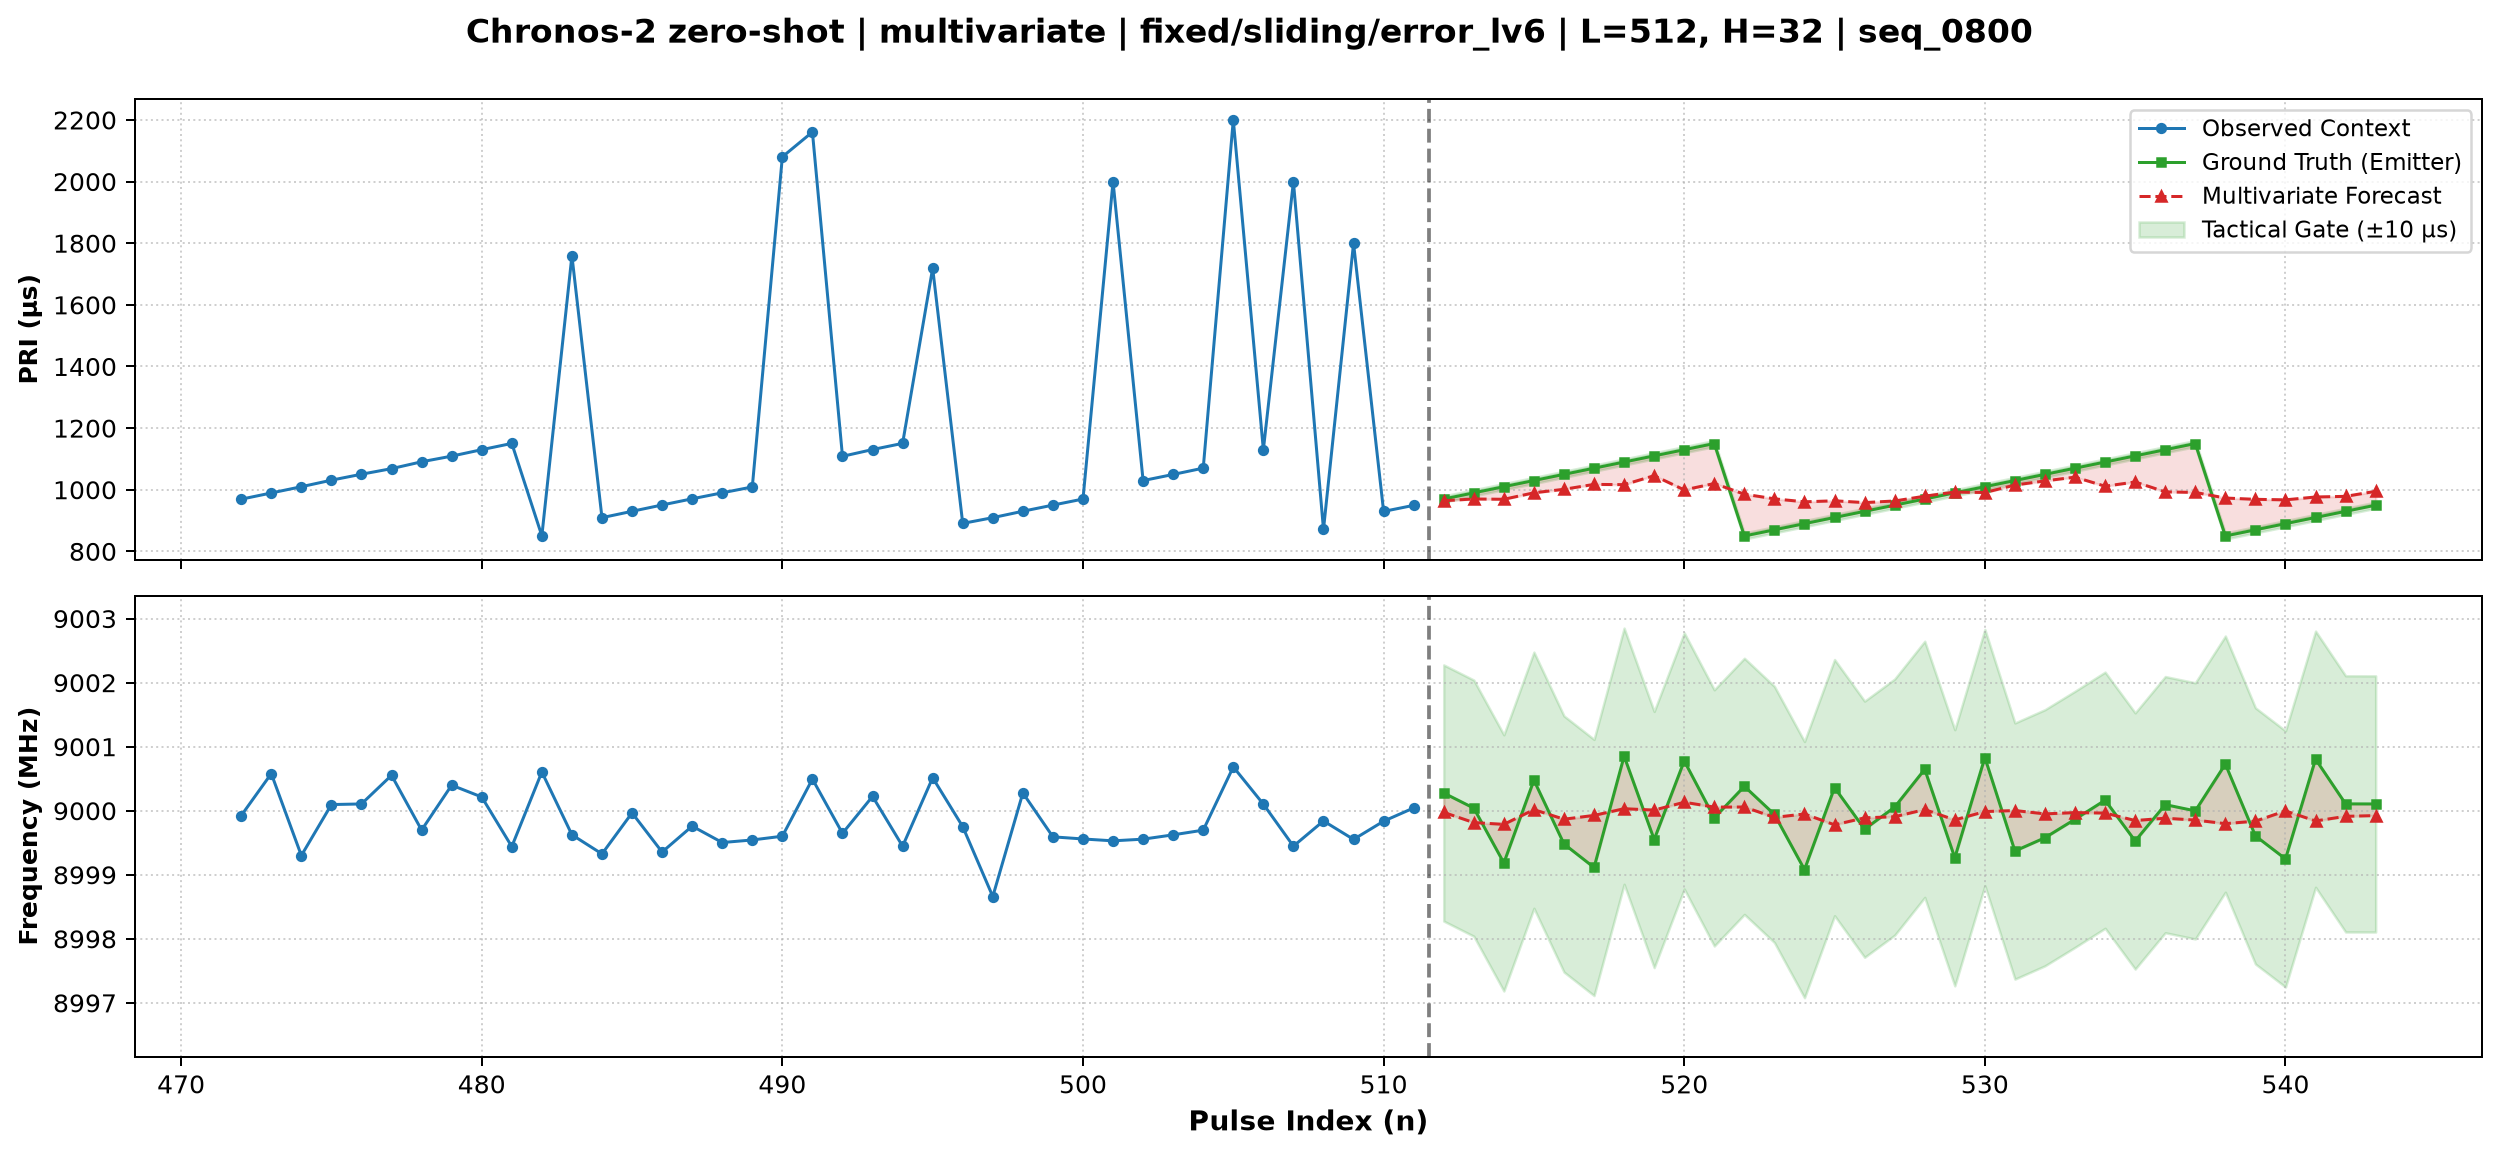 Chronos-2 zero-shot | multivariate | fixed/sliding/error_lv6 | L=512, H=32 | seq_0800
PRI (µs)
2200
2000
1800
1600
1400
1200
1000
800
Observed Context
Ground Truth (Emitter)
Multivariate Forecast
Tactical Gate (±10 µs)
Frequency (MHz)
9003
9002
9001
9000
8999
8998
8997
470 480 490 500 510 520 530 540
Pulse Index (n)